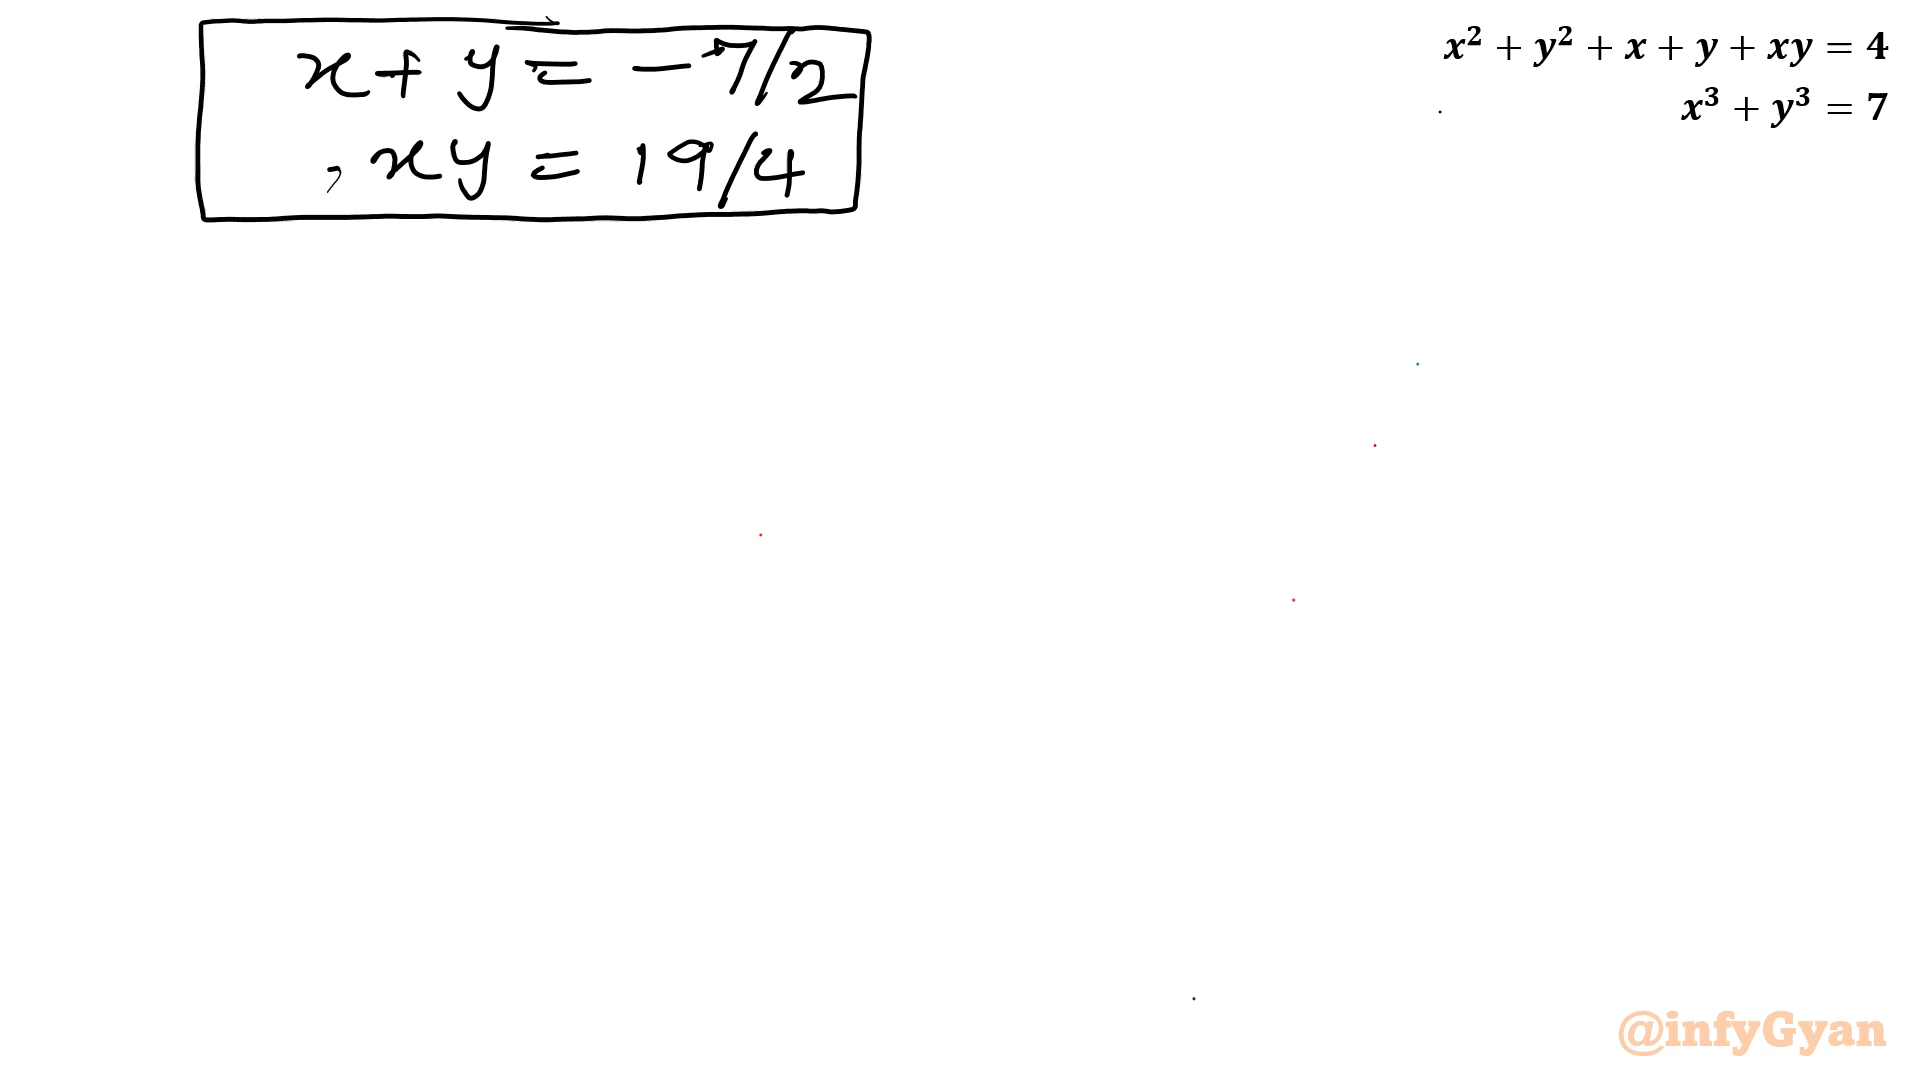 x + y = -7/2
, xy = 19/4
x² + y² + x + y + xy = 4
x³ + y³ = 7
@infyGyan